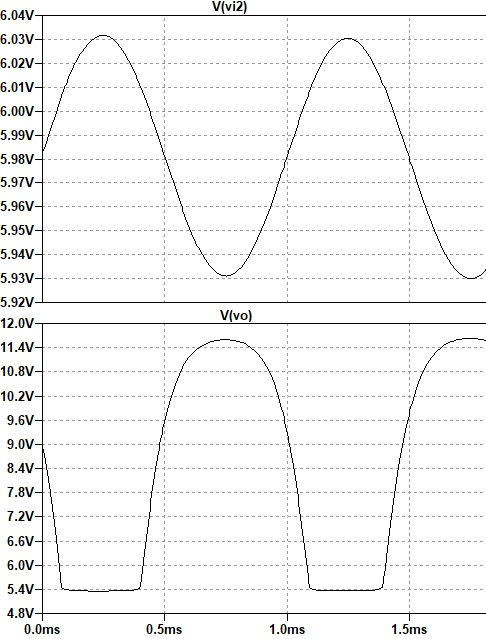 V(vi2)
6.04V
6.03V
6.02V
6.01V
6.00V
5.99V
5.98V
5.97V
5.96V
5.95V
5.94V
5.93V
5.92V
V(vo)
12.0V
11.4V
10.8V
10.2V
9.6V
9.0V
8.4V
7.8V
7.2V
6.6V
6.0V
5.4V
4.8V
0.0ms 0.5ms 1.0ms 1.5ms